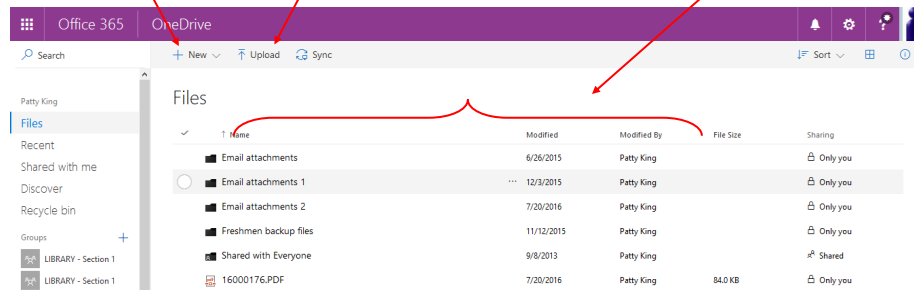 Office 365 OneDrive ?
Search + New Upload Sync Sort
Patty King
Files
Recent
Shared with me
Discover
Recycle bin
Groups +
LIBRARY - Section 1
LIBRARY - Section 1
Files
Name Modified Modified By File Size Sharing
Email attachments 6/26/2015 Patty King Only you
Email attachments 1 ... 12/3/2015 Patty King Only you
Email attachments 2 7/20/2016 Patty King Only you
Freshmen backup files 11/12/2015 Patty King Only you
Shared with Everyone 9/8/2013 Patty King Shared
16000176.PDF 7/20/2016 Patty King 84.0 KB Only you